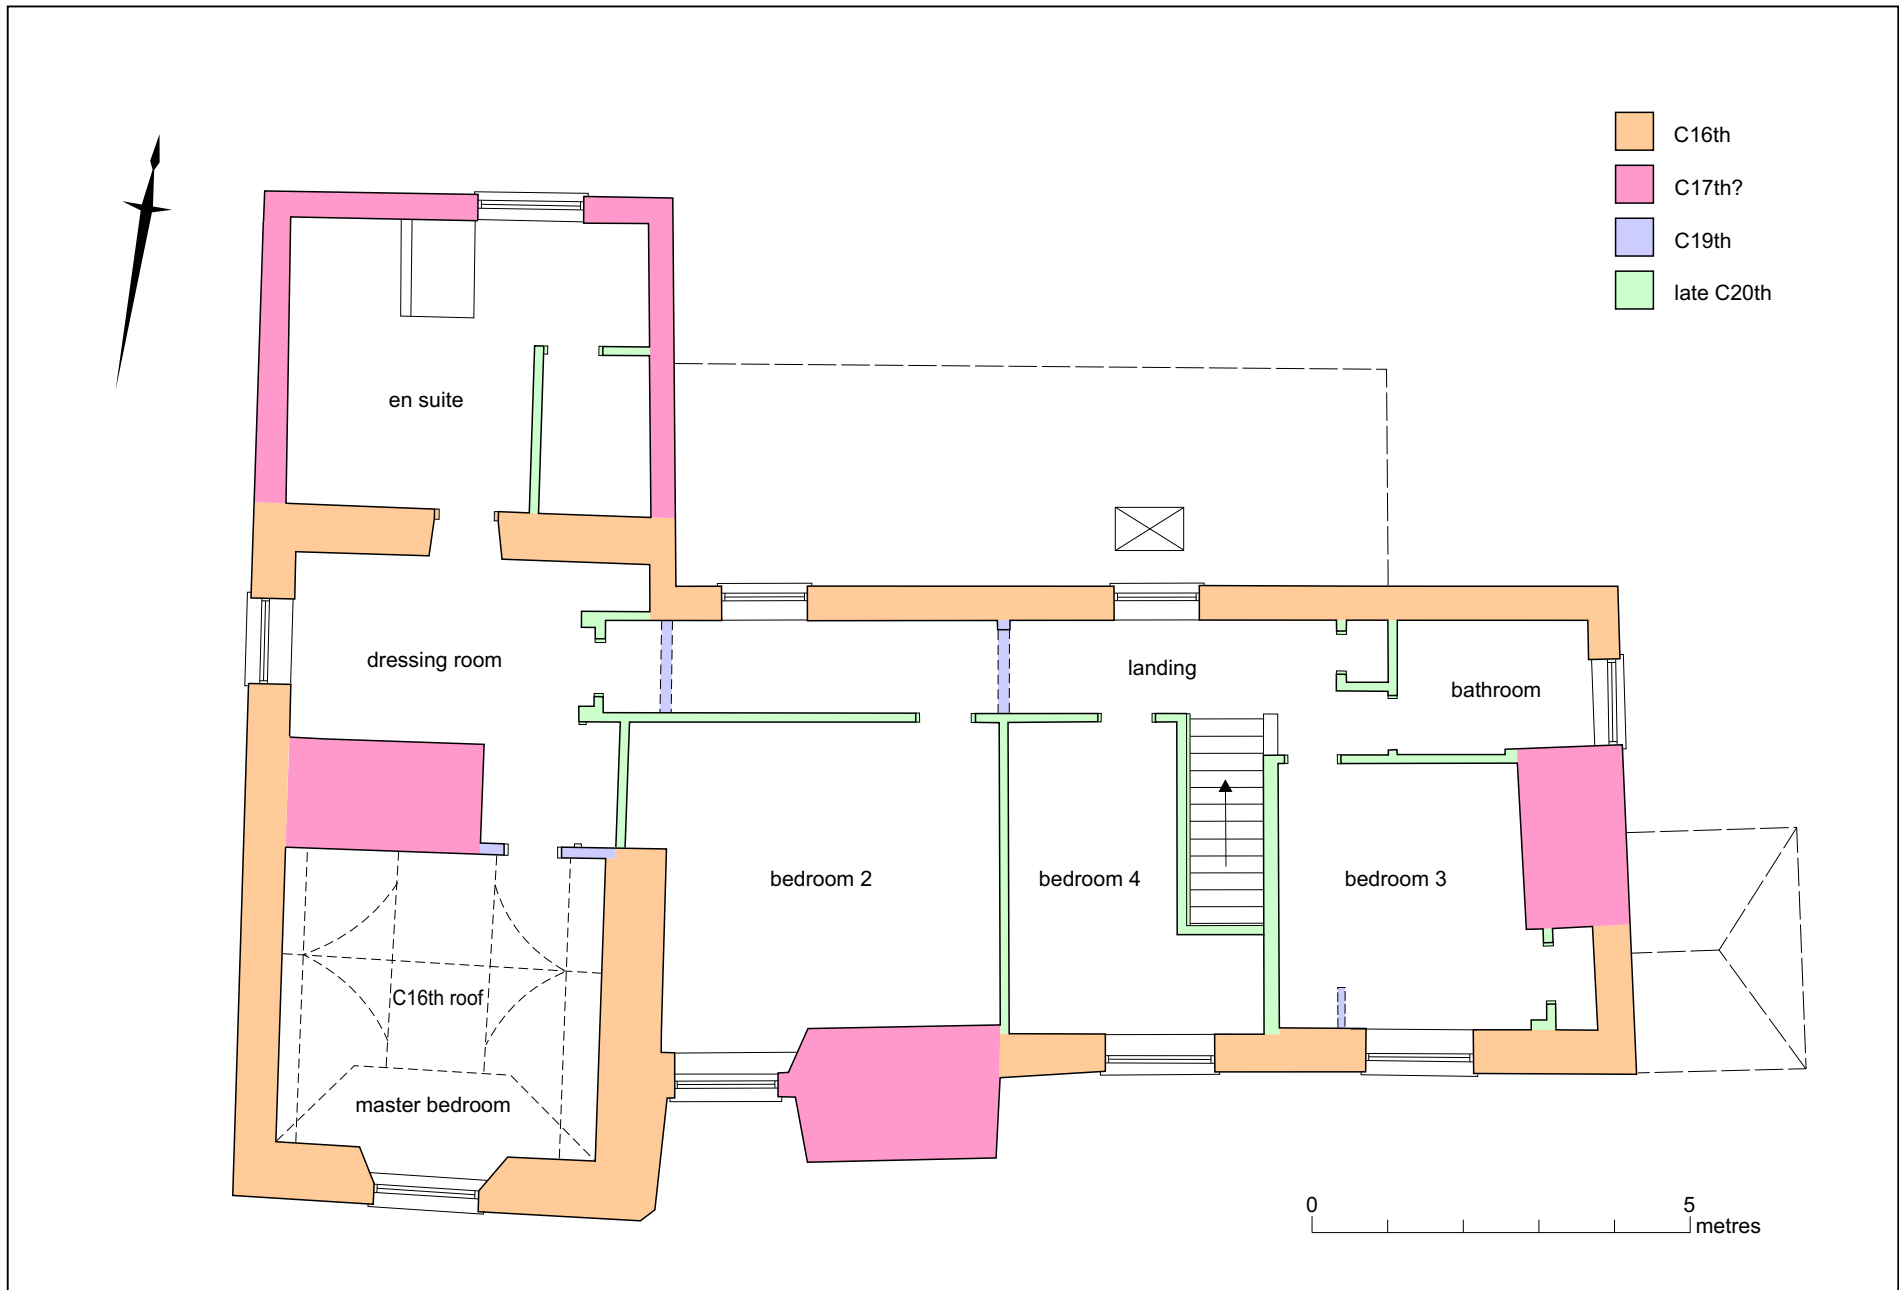 C16th
C17th?
C19th
late C20th
en suite
dressing room
landing
bathroom
bedroom 2
bedroom 4
bedroom 3
C16th roof
master bedroom
0 5
metres